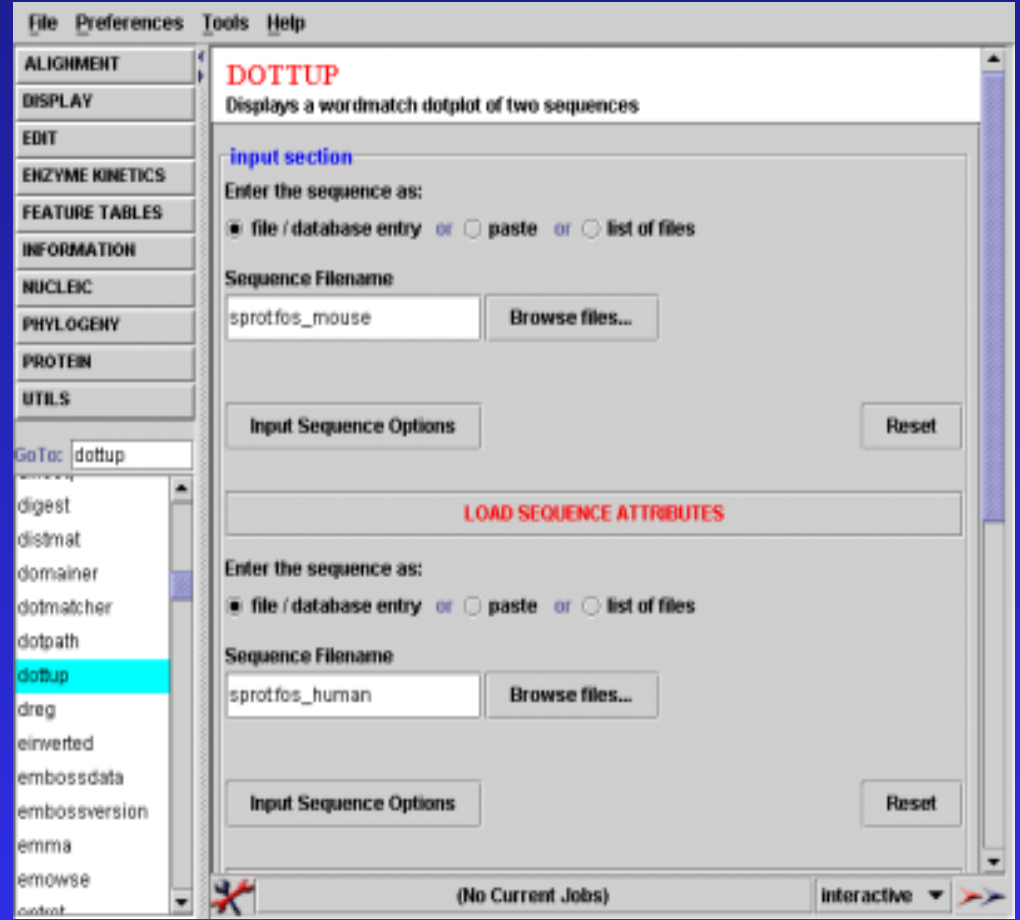 File Preferences Tools Help
ALIGNMENT
DISPLAY
EDIT
ENZYME KINETICS
FEATURE TABLES
INFORMATION
NUCLEIC
PHYLOGENY
PROTEIN
UTILS
GoTo: dottup
digest
distmat
domainer
dotmatcher
dotpath
dottup
dreg
einverted
embossdata
embossversion
emma
emowse
DOTTUP
Displays a wordmatch dotplot of two sequences
input section
Enter the sequence as:
file / database entry or paste or list of files
Sequence Filename
sprotfos_mouse Browse files...
Input Sequence Options Reset
LOAD SEQUENCE ATTRIBUTES
Enter the sequence as:
file / database entry or paste or list of files
Sequence Filename
sprotfos_human Browse files...
Input Sequence Options Reset
(No Current Jobs) interactive